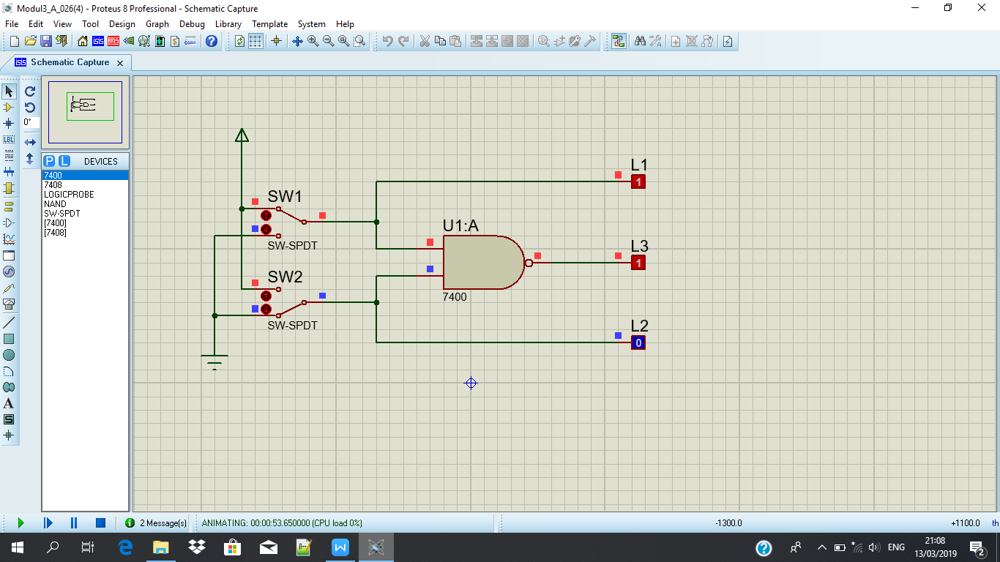 Modul3_A_026(4) - Proteus 8 Professional - Schematic Capture
File Edit View Tool Design Graph Debug Library Template System Help
Schematic Capture
0°
LBL
P L DEVICES
7400
7408
LOGICPROBE
NAND
SW-SPDT
[7400]
[7408]
A
S
L1
1
SW1
SW-SPDT
U1:A
7400
L3
1
SW2
SW-SPDT
L2
0
2 Message(s) ANIMATING: 00:00:53.650000 (CPU load 0%) -1300.0 +1100.0 th
ENG 21:08
13/03/2019
2